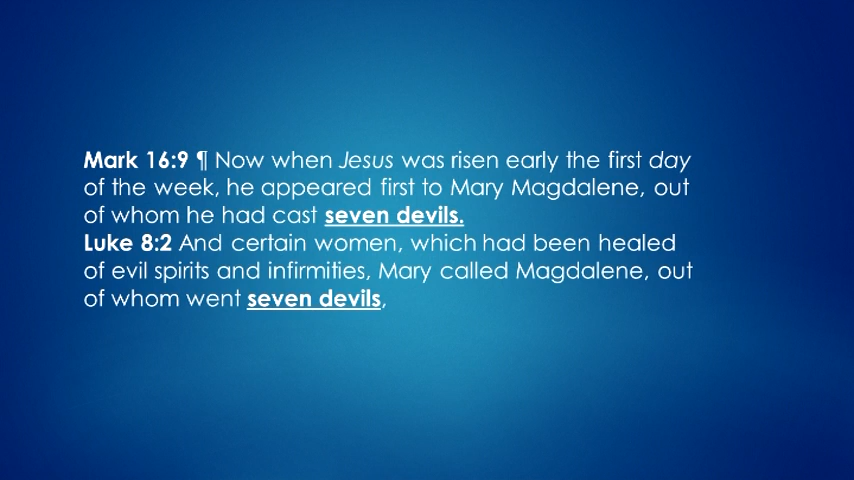 Mark 16:9 ¶ Now when Jesus was risen early the first day
of the week, he appeared first to Mary Magdalene, out
of whom he had cast seven devils.
Luke 8:2 And certain women, which had been healed
of evil spirits and infirmities, Mary called Magdalene, out
of whom went seven devils,